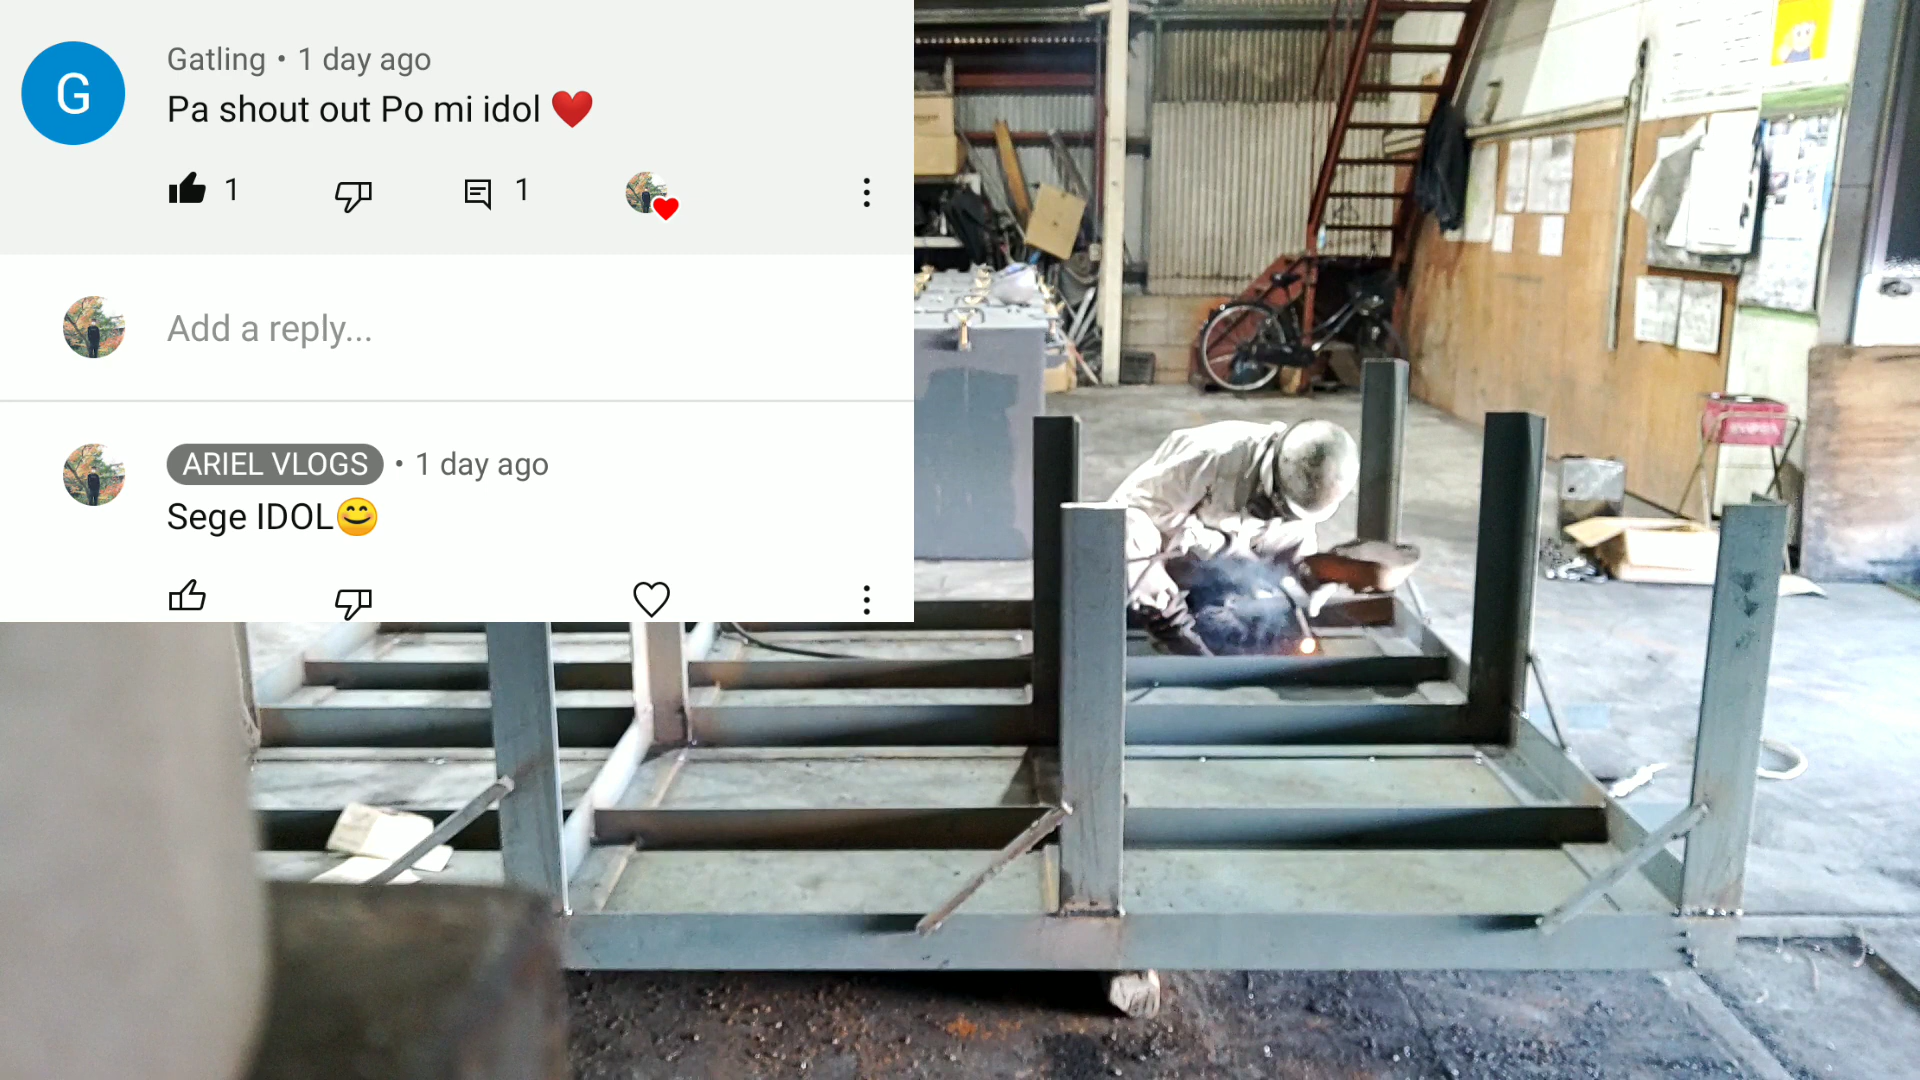 G
Gatling • 1 day ago
Pa shout out Po mi idol ❤️
1
1
Add a reply...
ARIEL VLOGS • 1 day ago
Sege IDOL😊